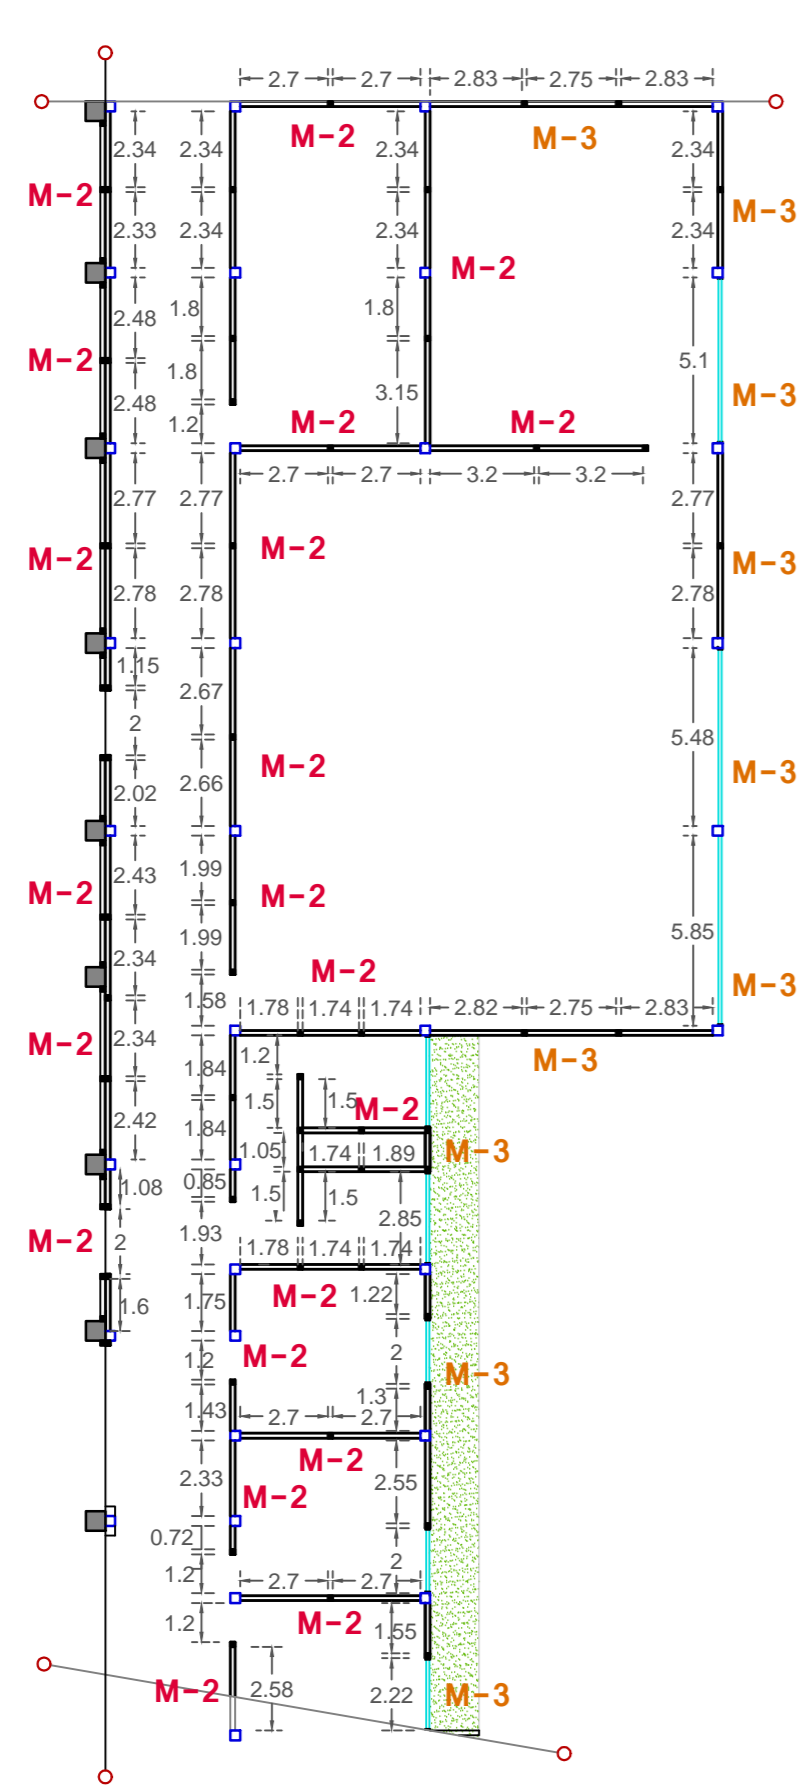 2.7 2.7 2.83 2.75 2.83
M-2 M-3
2.34 2.34 2.34 2.34
M-2 M-3
2.33 2.34 2.34 2.34
M-2
2.48 1.8 1.8
M-2 5.1
1.8
2.48 3.15 M-3
1.2 M-2 M-2
2.77 2.77 2.7 2.7 3.2 3.2 2.77
M-2 M-2 M-3
2.78 2.78 2.78
1.15 2.67
2 5.48
M-2 M-3
2.02 2.66
1.99
2.43
M-2 M-2
2.34 1.99 5.85
M-2 M-3
1.58 1.78 1.74 1.74 2.82 2.75 2.83
2.34 M-2 1.84 1.2 M-3
1.5 1.5 M-2
2.42 1.84 1.05 1.74 1.89 M-3
1.08 0.85 1.5 1.5
2.85
M-2 2 1.93 1.78 1.74 1.74
1.6 1.75 M-2 1.22
M-2 2
1.2 M-3
1.43 2.7 2.7 1.3
M-2
2.33 M-2 2.55
0.72
1.2 2.7 2.7 2
1.2 M-2 1.55
M-2 2.58 2.22 M-3